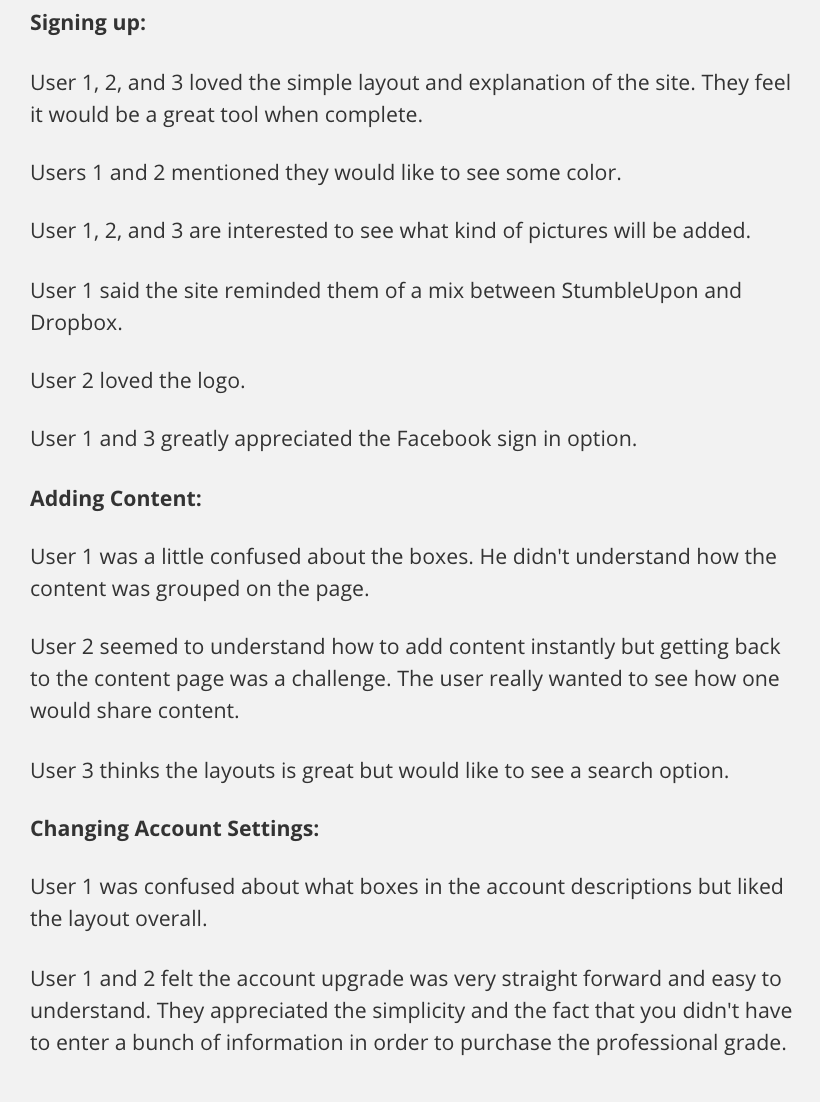 Signing up:
User 1, 2, and 3 loved the simple layout and explanation of the site. They feel
it would be a great tool when complete.
Users 1 and 2 mentioned they would like to see some color.
User 1, 2, and 3 are interested to see what kind of pictures will be added.
User 1 said the site reminded them of a mix between StumbleUpon and
Dropbox.
User 2 loved the logo.
User 1 and 3 greatly appreciated the Facebook sign in option.
Adding Content:
User 1 was a little confused about the boxes. He didn't understand how the
content was grouped on the page.
User 2 seemed to understand how to add content instantly but getting back
to the content page was a challenge. The user really wanted to see how one
would share content.
User 3 thinks the layouts is great but would like to see a search option.
Changing Account Settings:
User 1 was confused about what boxes in the account descriptions but liked
the layout overall.
User 1 and 2 felt the account upgrade was very straight forward and easy to
understand. They appreciated the simplicity and the fact that you didn't have
to enter a bunch of information in order to purchase the professional grade.